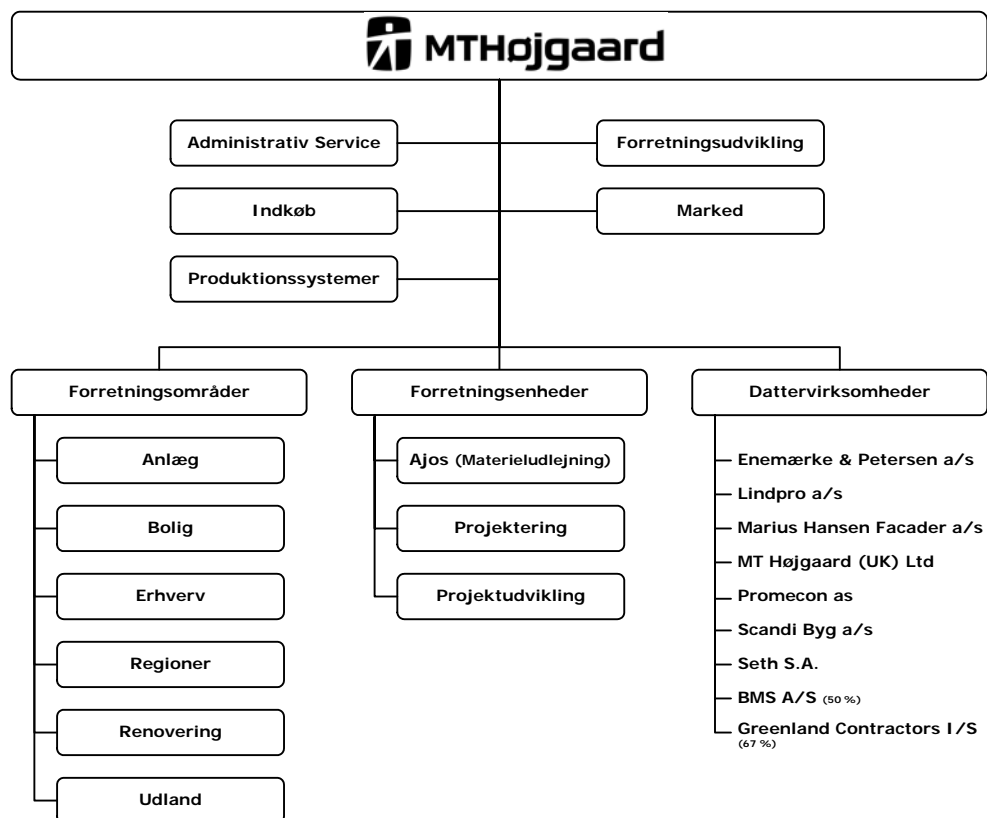 MTHøjgaard
Administrativ Service
Forretningsudvikling
Indkøb
Marked
Produktionssystemer
Forretningsområder
Anlæg
Bolig
Erhverv
Regioner
Renovering
Udland
Forretningsenheder
Ajos (Materieludlejning)
Projektering
Projektudvikling
Dattervirksomheder
Enemærke & Petersen a/s
Lindpro a/s
Marius Hansen Facader a/s
MT Højgaard (UK) Ltd
Promecon as
Scandi Byg a/s
Seth S.A.
BMS A/S (50 %)
Greenland Contractors I/S
(67 %)